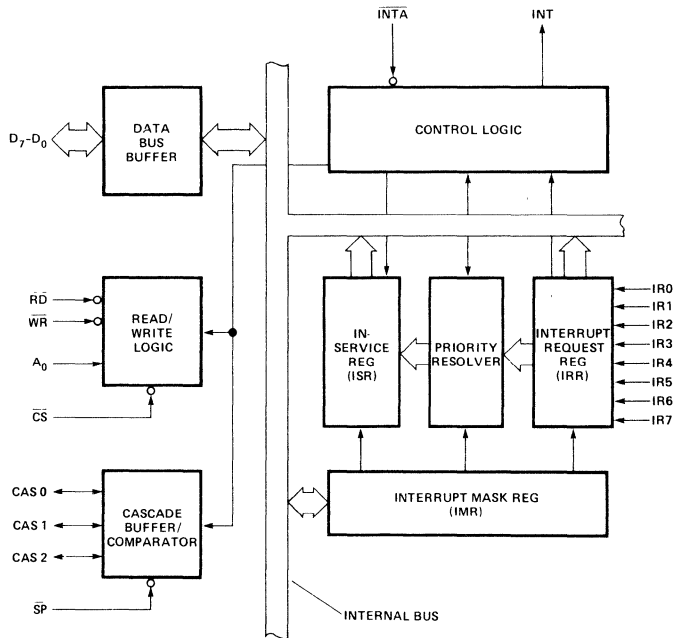 INTA
INT
DATA
BUS
BUFFER
D7-D0
CONTROL LOGIC
RD
WR
A0
CS
READ/
WRITE
LOGIC
IN-
SERVICE
REG
(ISR)
PRIORITY
RESOLVER
INTERRUPT
REQUEST
REG
(IRR)
IR0
IR1
IR2
IR3
IR4
IR5
IR6
IR7
CAS 0
CAS 1
CAS 2
CASCADE
BUFFER/
COMPARATOR
SP
INTERRUPT MASK REG
(IMR)
INTERNAL BUS